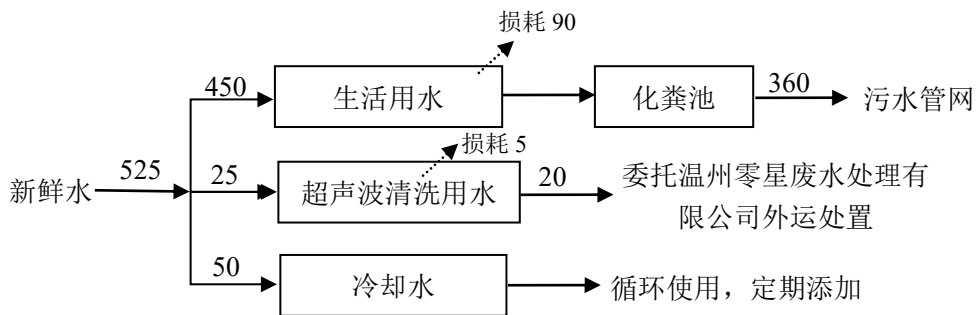 损耗 90
450
生活用水
化粪池
360
污水管网
损耗 5
新鲜水
525
25
超声波清洗用水
20
委托温州零星废水处理有
限公司外运处置
50
冷却水
循环使用，定期添加